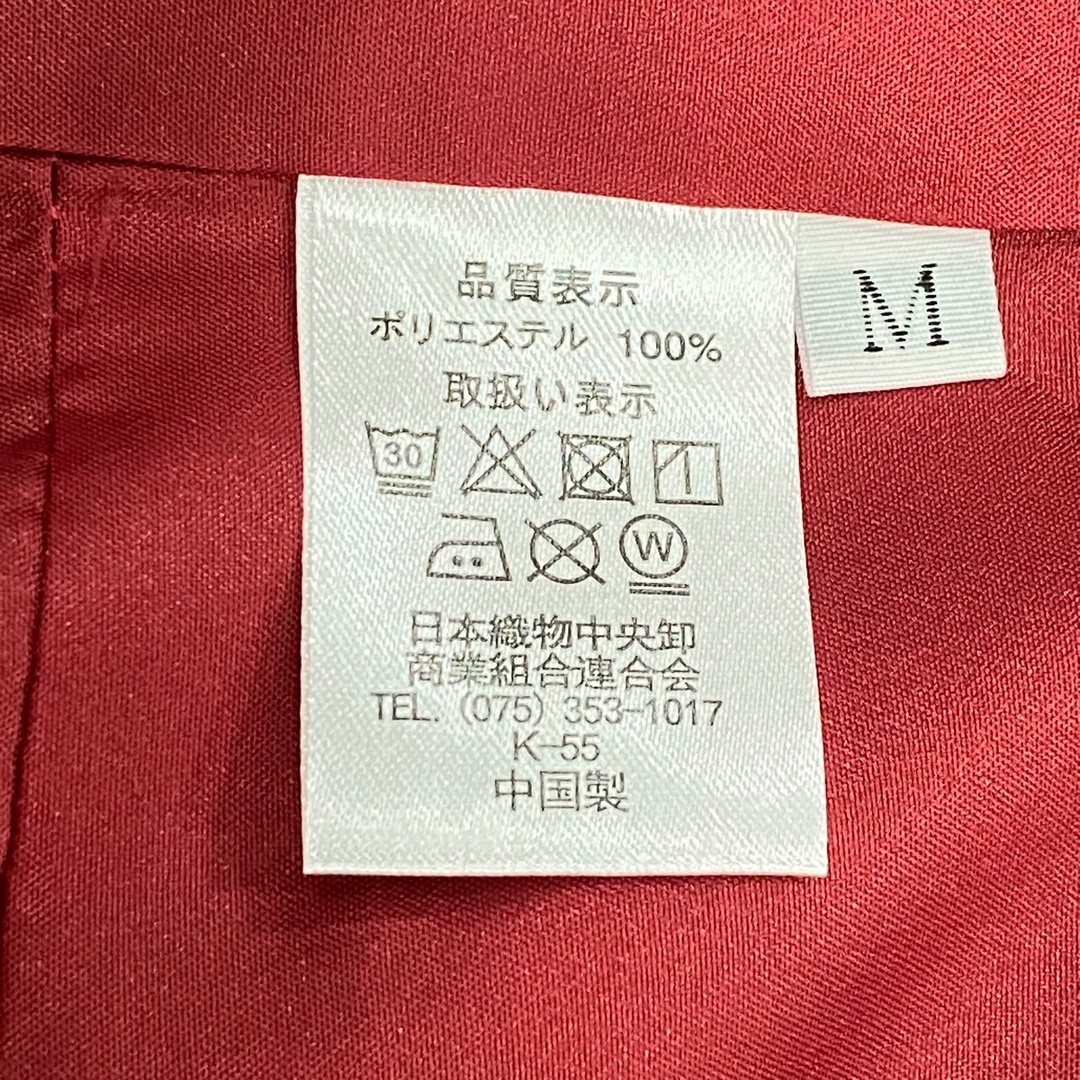 品質表示
ポリエステル 100%
取扱い表示
30
W
日本織物中央卸
商業組合連合会
TEL. (075) 353-1017
K-55
中国製
M